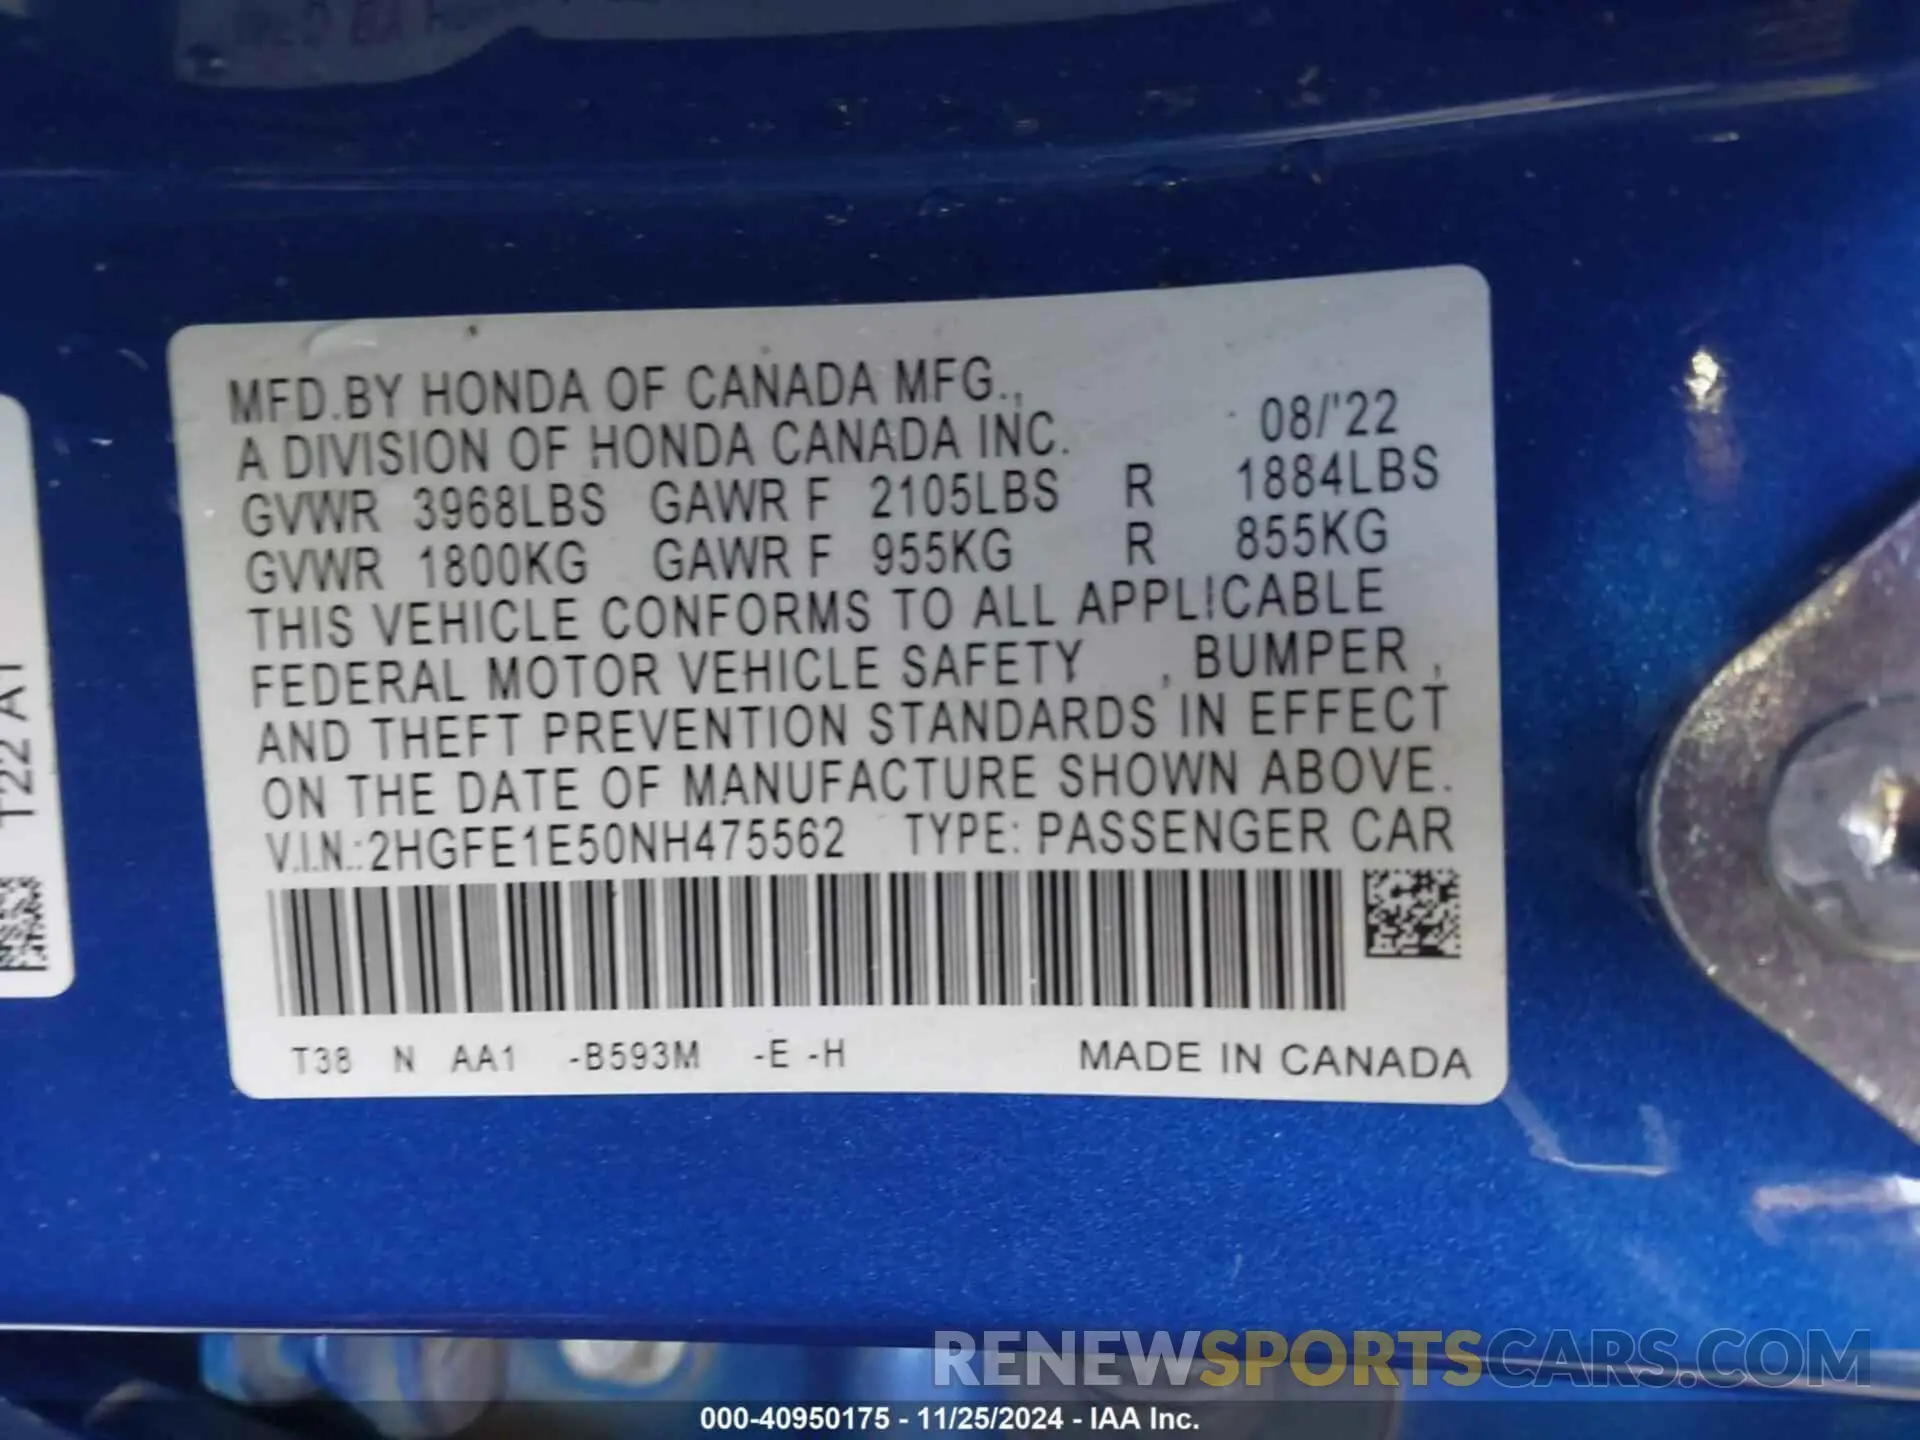 MFD.BY HONDA OF CANADA MFG.,
A DIVISION OF HONDA CANADA INC. 08/'22
GVWR 3968LBS GAWR F 2105LBS R 1884LBS
GVWR 1800KG GAWR F 955KG R 855KG
THIS VEHICLE CONFORMS TO ALL APPLICABLE
FEDERAL MOTOR VEHICLE SAFETY , BUMPER ,
AND THEFT PREVENTION STANDARDS IN EFFECT
ON THE DATE OF MANUFACTURE SHOWN ABOVE.
V.I.N.:2HGFE1E50NH475562 TYPE: PASSENGER CAR
T38 N AA1 -B593M -E -H MADE IN CANADA
T22 A1
RENEWSPORTSCARS.COM
000-40950175 - 11/25/2024 - IAA Inc.